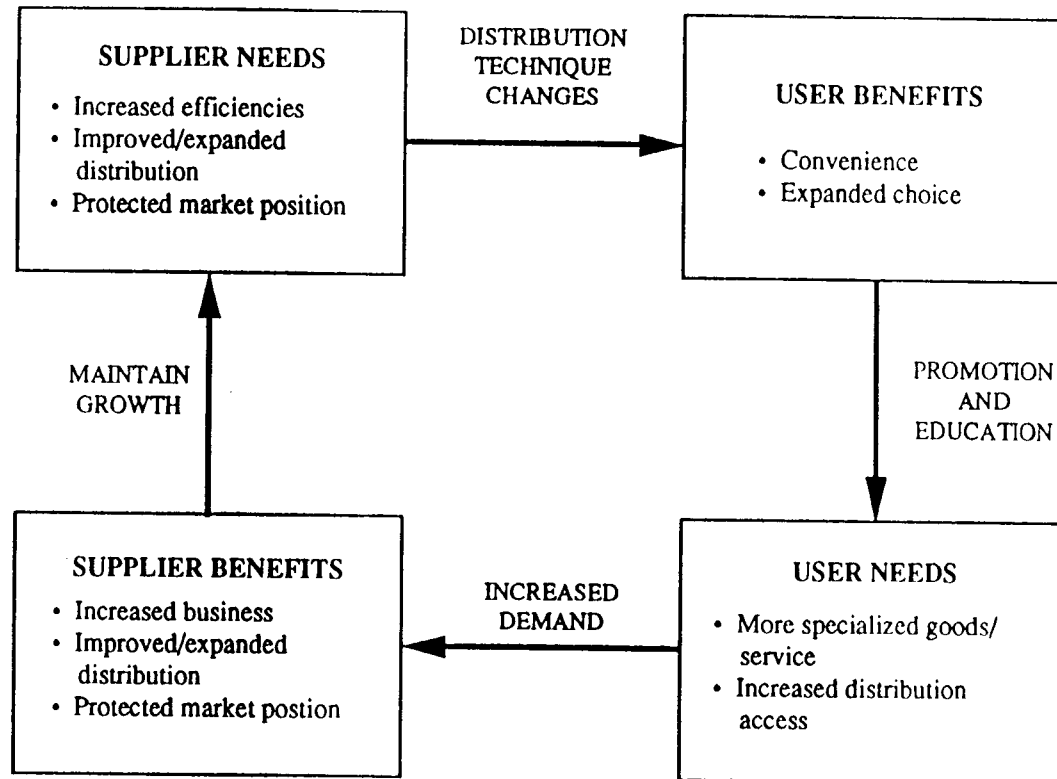 SUPPLIER NEEDS
• Increased efficiencies
• Improved/expanded
distribution
• Protected market position
DISTRIBUTION
TECHNIQUE
CHANGES
USER BENEFITS
• Convenience
• Expanded choice
PROMOTION
AND
EDUCATION
USER NEEDS
• More specialized goods/
service
• Increased distribution
access
INCREASED
DEMAND
SUPPLIER BENEFITS
• Increased business
• Improved/expanded
distribution
• Protected market postion
MAINTAIN
GROWTH